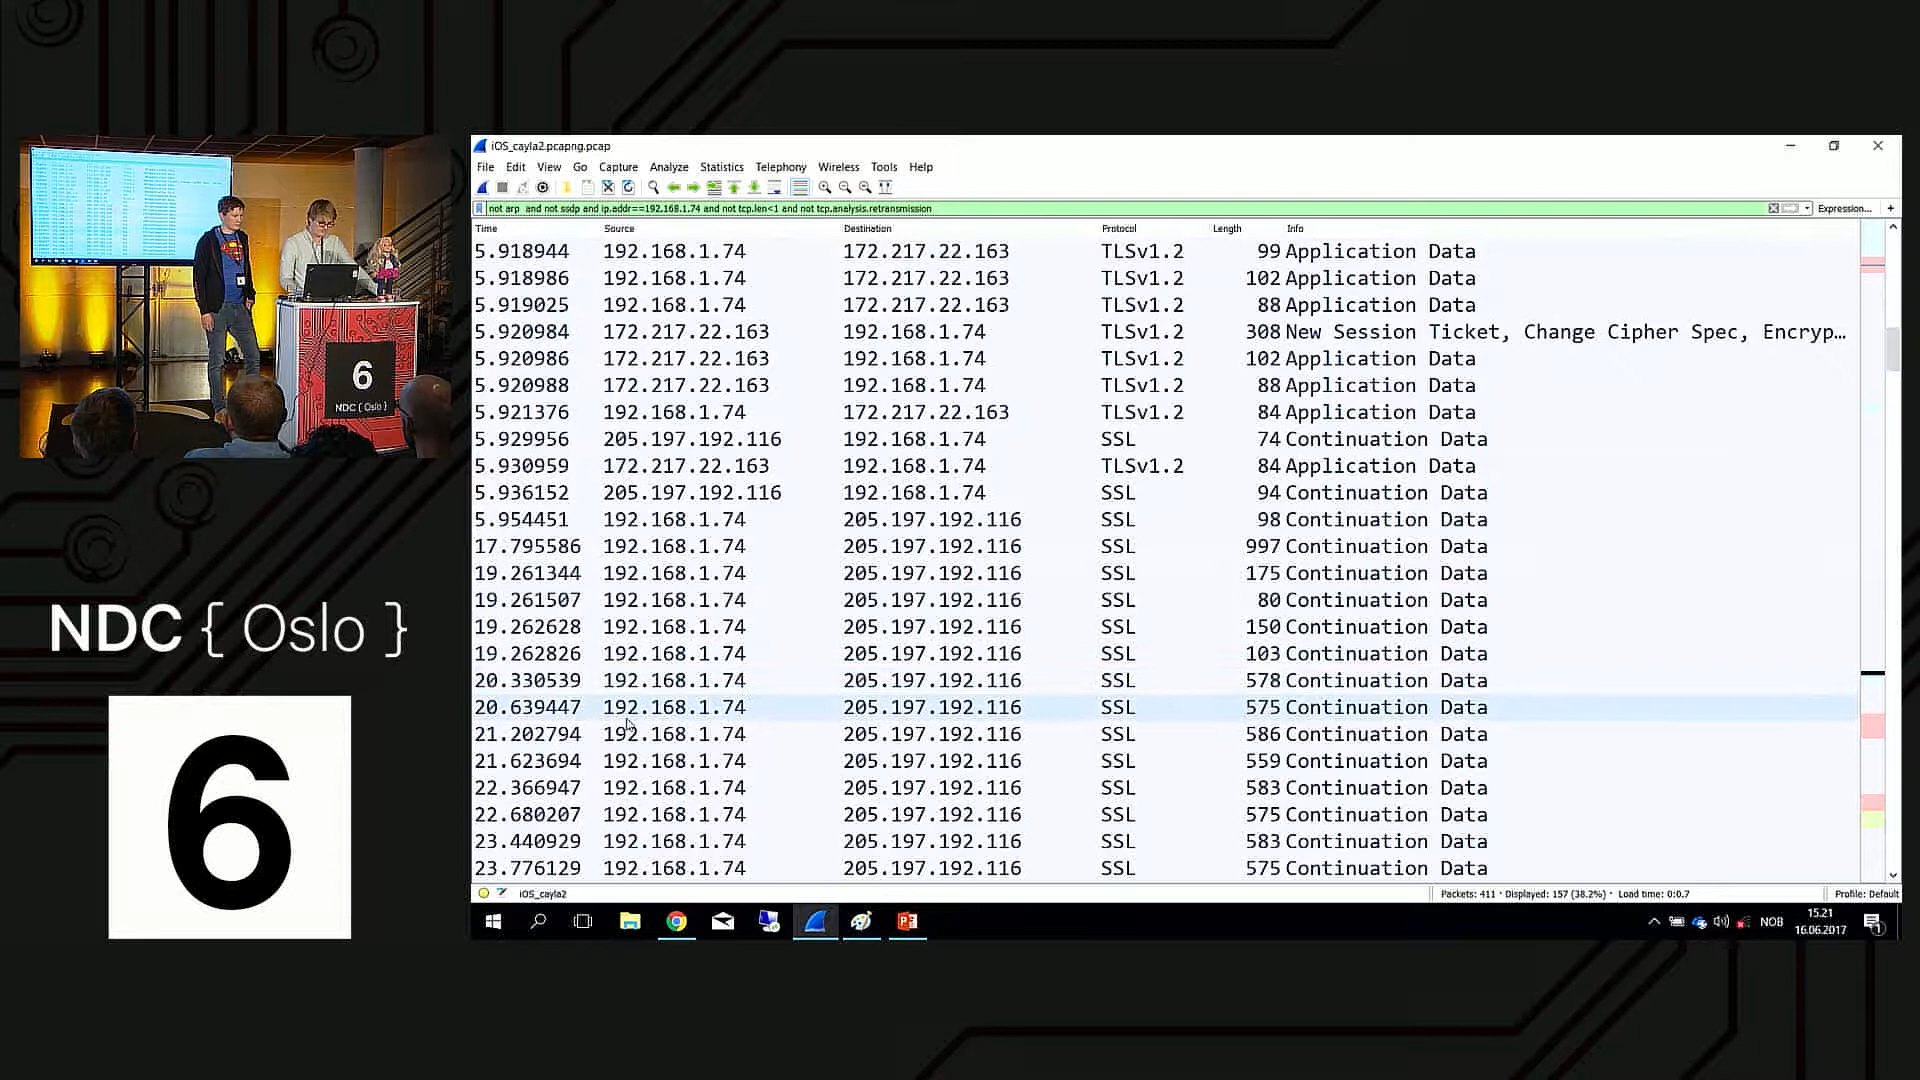 iOS_cayla2.pcapng.pcap
File Edit View Go Capture Analyze Statistics Telephony Wireless Tools Help
not arp and not ssdp and ip.addr==192.168.1.74 and not tcp.len<1 and not tcp.analysis.retransmission Expression... +
Time Source Destination Protocol Length Info
5.918944 192.168.1.74 172.217.22.163 TLSv1.2 99 Application Data
5.918986 192.168.1.74 172.217.22.163 TLSv1.2 102 Application Data
5.919025 192.168.1.74 172.217.22.163 TLSv1.2 88 Application Data
5.920984 172.217.22.163 192.168.1.74 TLSv1.2 308 New Session Ticket, Change Cipher Spec, Encryp…
5.920986 172.217.22.163 192.168.1.74 TLSv1.2 102 Application Data
5.920988 172.217.22.163 192.168.1.74 TLSv1.2 88 Application Data
5.921376 192.168.1.74 172.217.22.163 TLSv1.2 84 Application Data
5.929956 205.197.192.116 192.168.1.74 SSL 74 Continuation Data
5.930959 172.217.22.163 192.168.1.74 TLSv1.2 84 Application Data
5.936152 205.197.192.116 192.168.1.74 SSL 94 Continuation Data
5.954451 192.168.1.74 205.197.192.116 SSL 98 Continuation Data
17.795586 192.168.1.74 205.197.192.116 SSL 997 Continuation Data
19.261344 192.168.1.74 205.197.192.116 SSL 175 Continuation Data
19.261507 192.168.1.74 205.197.192.116 SSL 80 Continuation Data
19.262628 192.168.1.74 205.197.192.116 SSL 150 Continuation Data
19.262826 192.168.1.74 205.197.192.116 SSL 103 Continuation Data
20.330539 192.168.1.74 205.197.192.116 SSL 578 Continuation Data
20.639447 192.168.1.74 205.197.192.116 SSL 575 Continuation Data
21.202794 192.168.1.74 205.197.192.116 SSL 586 Continuation Data
21.623694 192.168.1.74 205.197.192.116 SSL 559 Continuation Data
22.366947 192.168.1.74 205.197.192.116 SSL 583 Continuation Data
22.680207 192.168.1.74 205.197.192.116 SSL 575 Continuation Data
23.440929 192.168.1.74 205.197.192.116 SSL 583 Continuation Data
23.776129 192.168.1.74 205.197.192.116 SSL 575 Continuation Data
iOS_cayla2 Packets: 411 · Displayed: 157 (38.2%) · Load time: 0:0.7 Profile: Default
NOB 15.21
16.06.2017
6
NDC { Oslo }
NDC { Oslo }
6